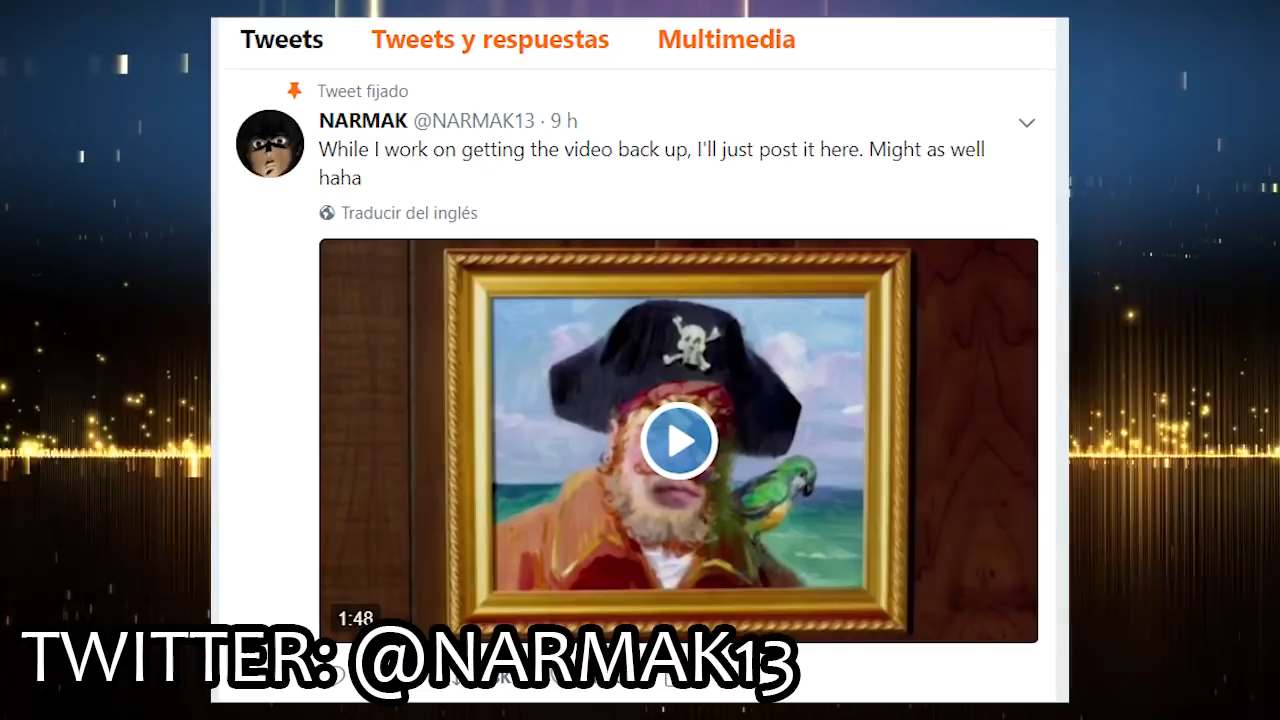 Tweets Tweets y respuestas Multimedia
Tweet fijado
NARMAK @NARMAK13 · 9 h
While I work on getting the video back up, I'll just post it here. Might as well
haha
Traducir del inglés
1:48
TWITTER: @NARMAK13